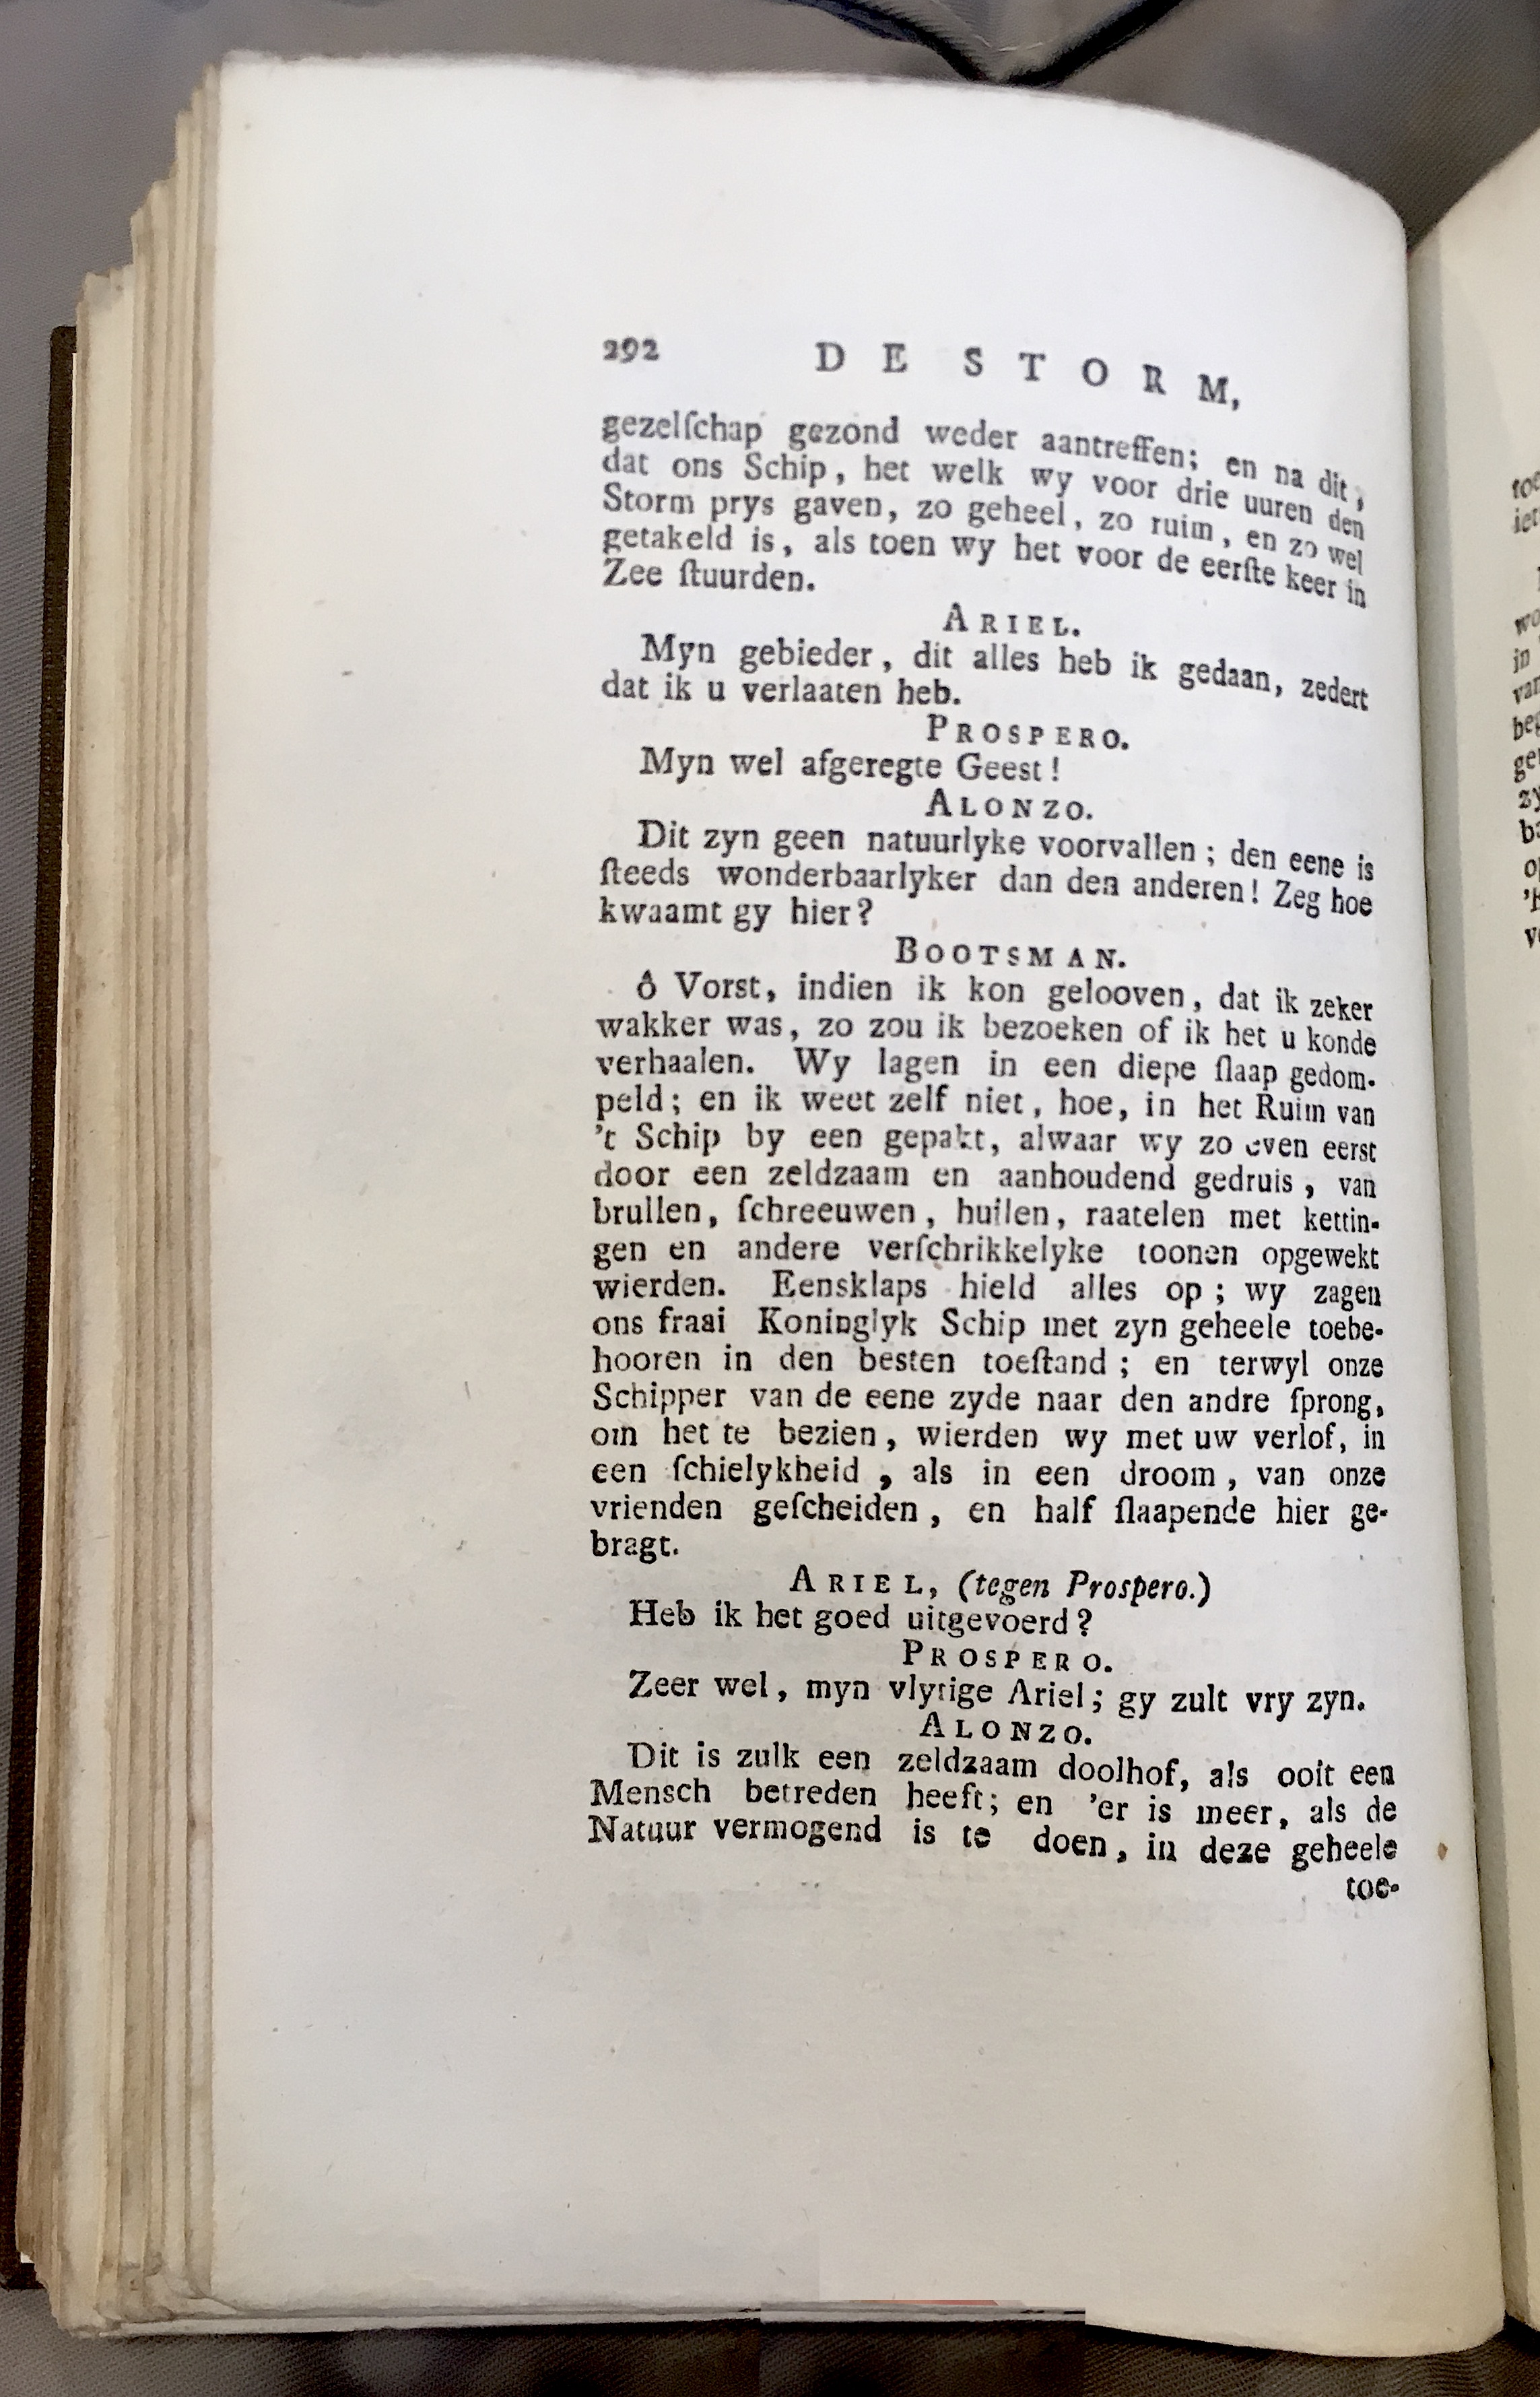 292 DE STORM,
gezelſchap gezond weder aantreffen; en na dit,
dat ons Schip, het welk wy voor drie uuren den
Storm prys gaven, zo geheel, zo ruim, en zo wel
getakeld is, als toen wy het voor de eerſte keer in
Zee ſtuurden.
ARIEL.
Myn gebieder, dit alles heb ik gedaan, zedert
dat ik u verlaaten heb.
PROSPERO.
Myn wel afgeregte Geest!
ALONZO.
Dit zyn geen natuurlyke voorvallen; den eene is
ſteeds wonderbaarlyker dan den anderen! Zeg hoe
kwaamt gy hier?
BOOTSMAN.
ô Vorst, indien ik kon gelooven, dat ik zeker
wakker was, zo zou ik bezoeken of ik het u konde
verhaalen. Wy lagen in een diepe ſlaap gedom-
peld; en ik weet zelf niet, hoe, in het Ruim van
't Schip by een gepakt, alwaar wy zo even eerst
door een zeldzaam en aanhoudend gedruis, van
brullen, ſchreeuwen, huilen, raatelen met kettin-
gen en andere verſchrikkelyke toonen opgewekt
wierden. Eensklaps hield alles op; wy zagen
ons fraai Koninglyk Schip met zyn geheele toebe-
hooren in den besten toeſtand; en terwyl onze
Schipper van de eene zyde naar den andre ſprong,
om het te bezien, wierden wy met uw verlof, in
een ſchielykheid, als in een droom, van onze
vrienden geſcheiden, en half ſlaapende hier ge-
bragt.
ARIEL, (tegen Prospero.)
Heb ik het goed uitgevoerd?
PROSPERO.
Zeer wel, myn vlytige Ariel; gy zult vry zyn.
ALONZO.
Dit is zulk een zeldzaam doolhof, als ooit een
Mensch betreden heeft; en 'er is meer, als de
Natuur vermogend is te doen, in deze geheele
toe-